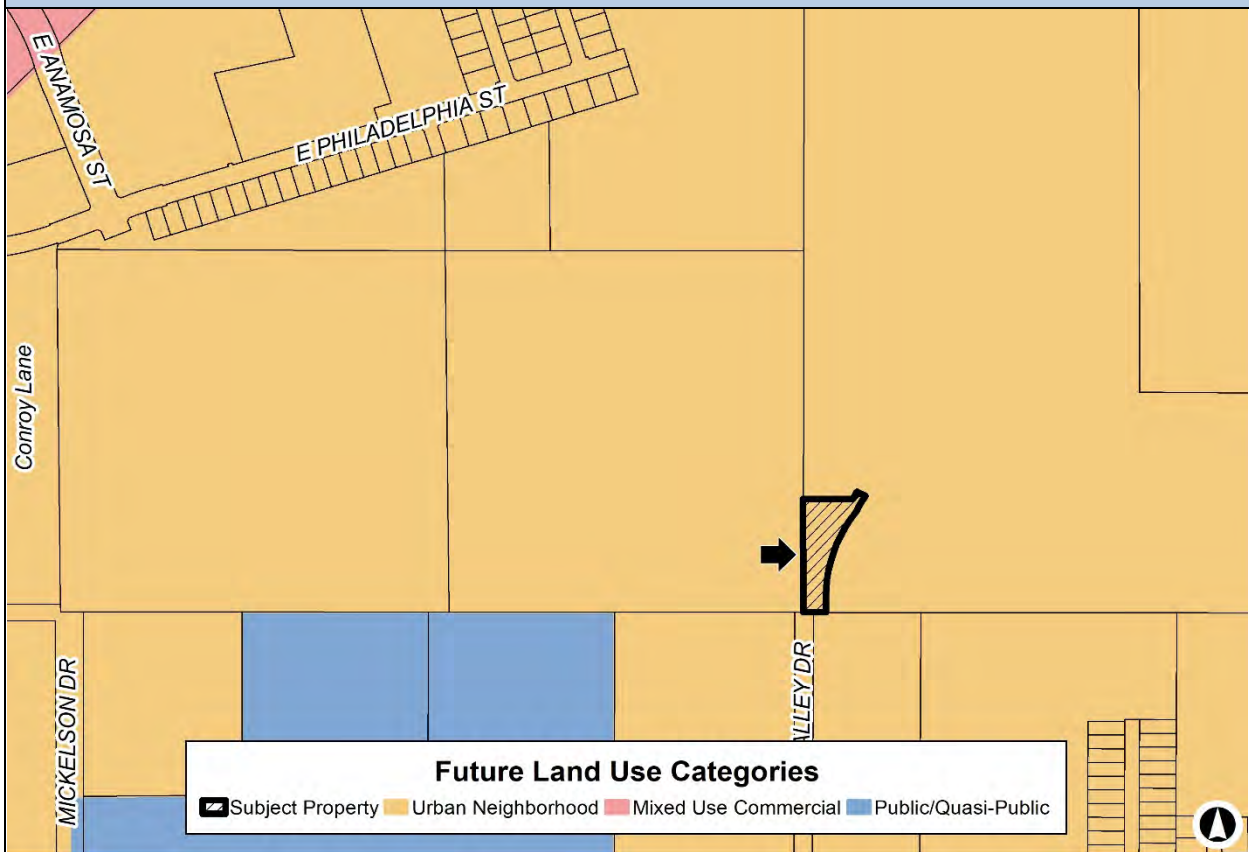 E ANAMOSA ST
E PHILADELPHIA ST
Conroy Lane
MICKELSON DR
ALLEY DR
Future Land Use Categories
Subject Property Urban Neighborhood Mixed Use Commercial Public/Quasi-Public